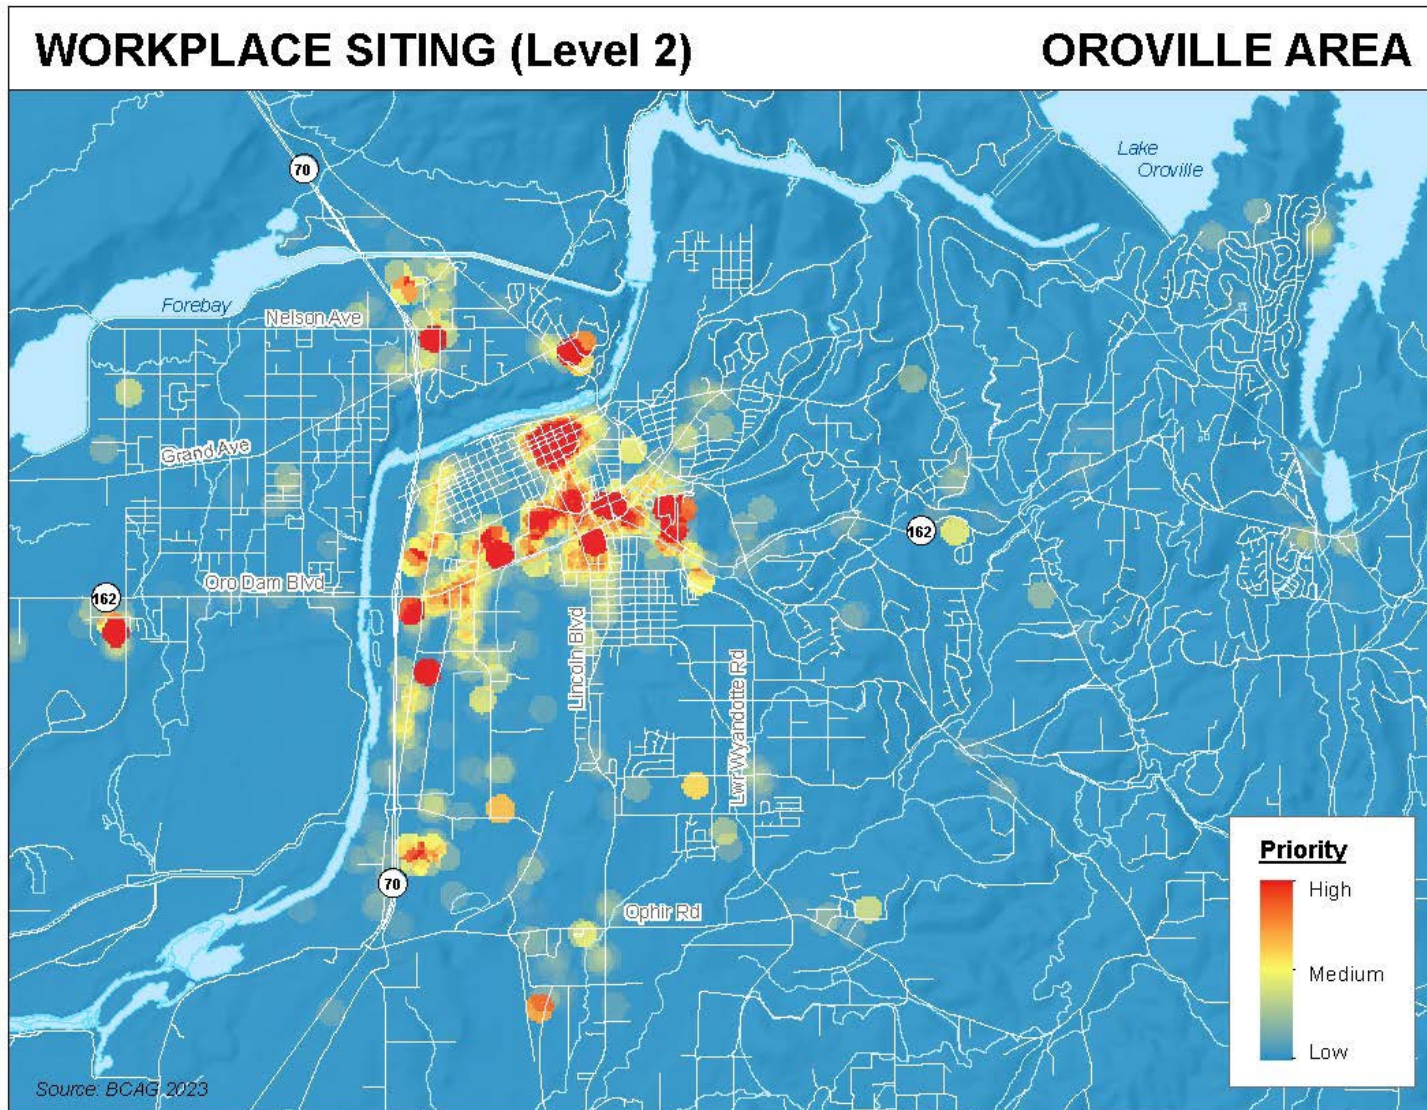 WORKPLACE SITING (Level 2)
OROVILLE AREA
70
Lake
Oroville
Forebay
Nelson Ave
Grand Ave
162
Oro Dam Blvd
162
Lincoln Blvd
Lwr Wyandotte Rd
70
Ophir Rd
Priority
High
Medium
Low
Source: BCAG 2023